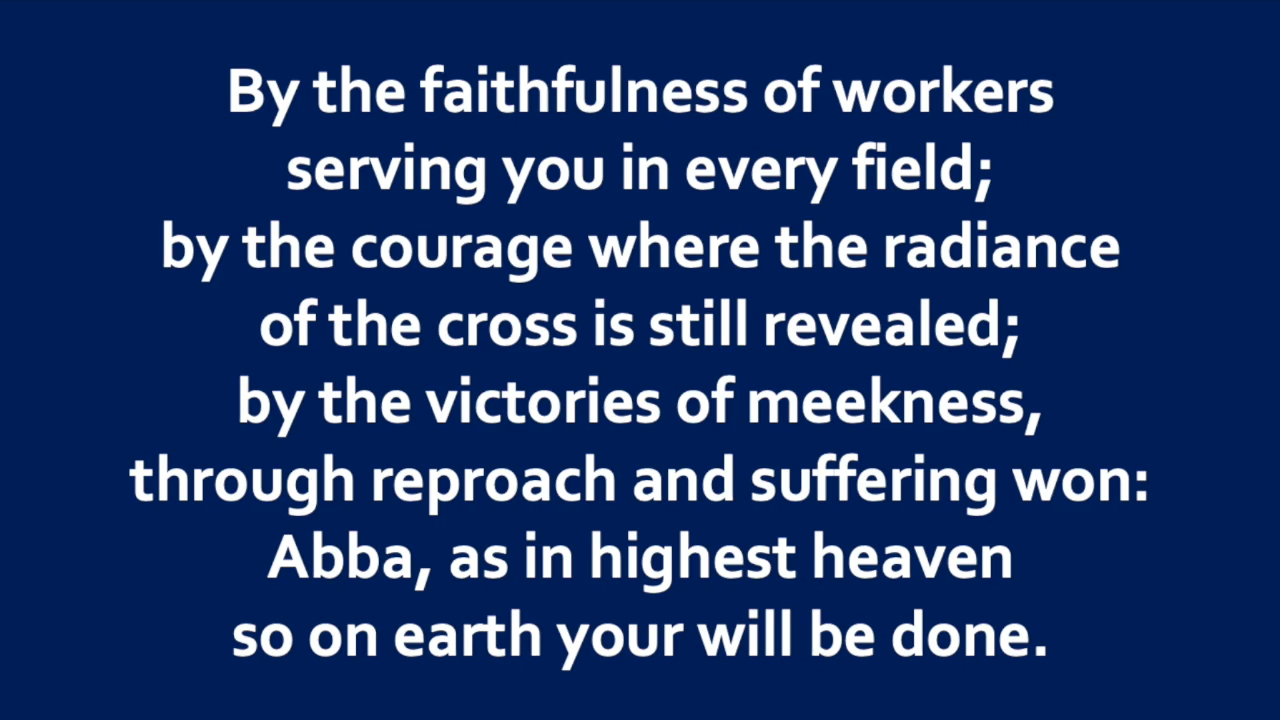 By the faithfulness of workers
serving you in every field;
by the courage where the radiance
of the cross is still revealed;
by the victories of meekness,
through reproach and suffering won:
Abba, as in highest heaven
so on earth your will be done.